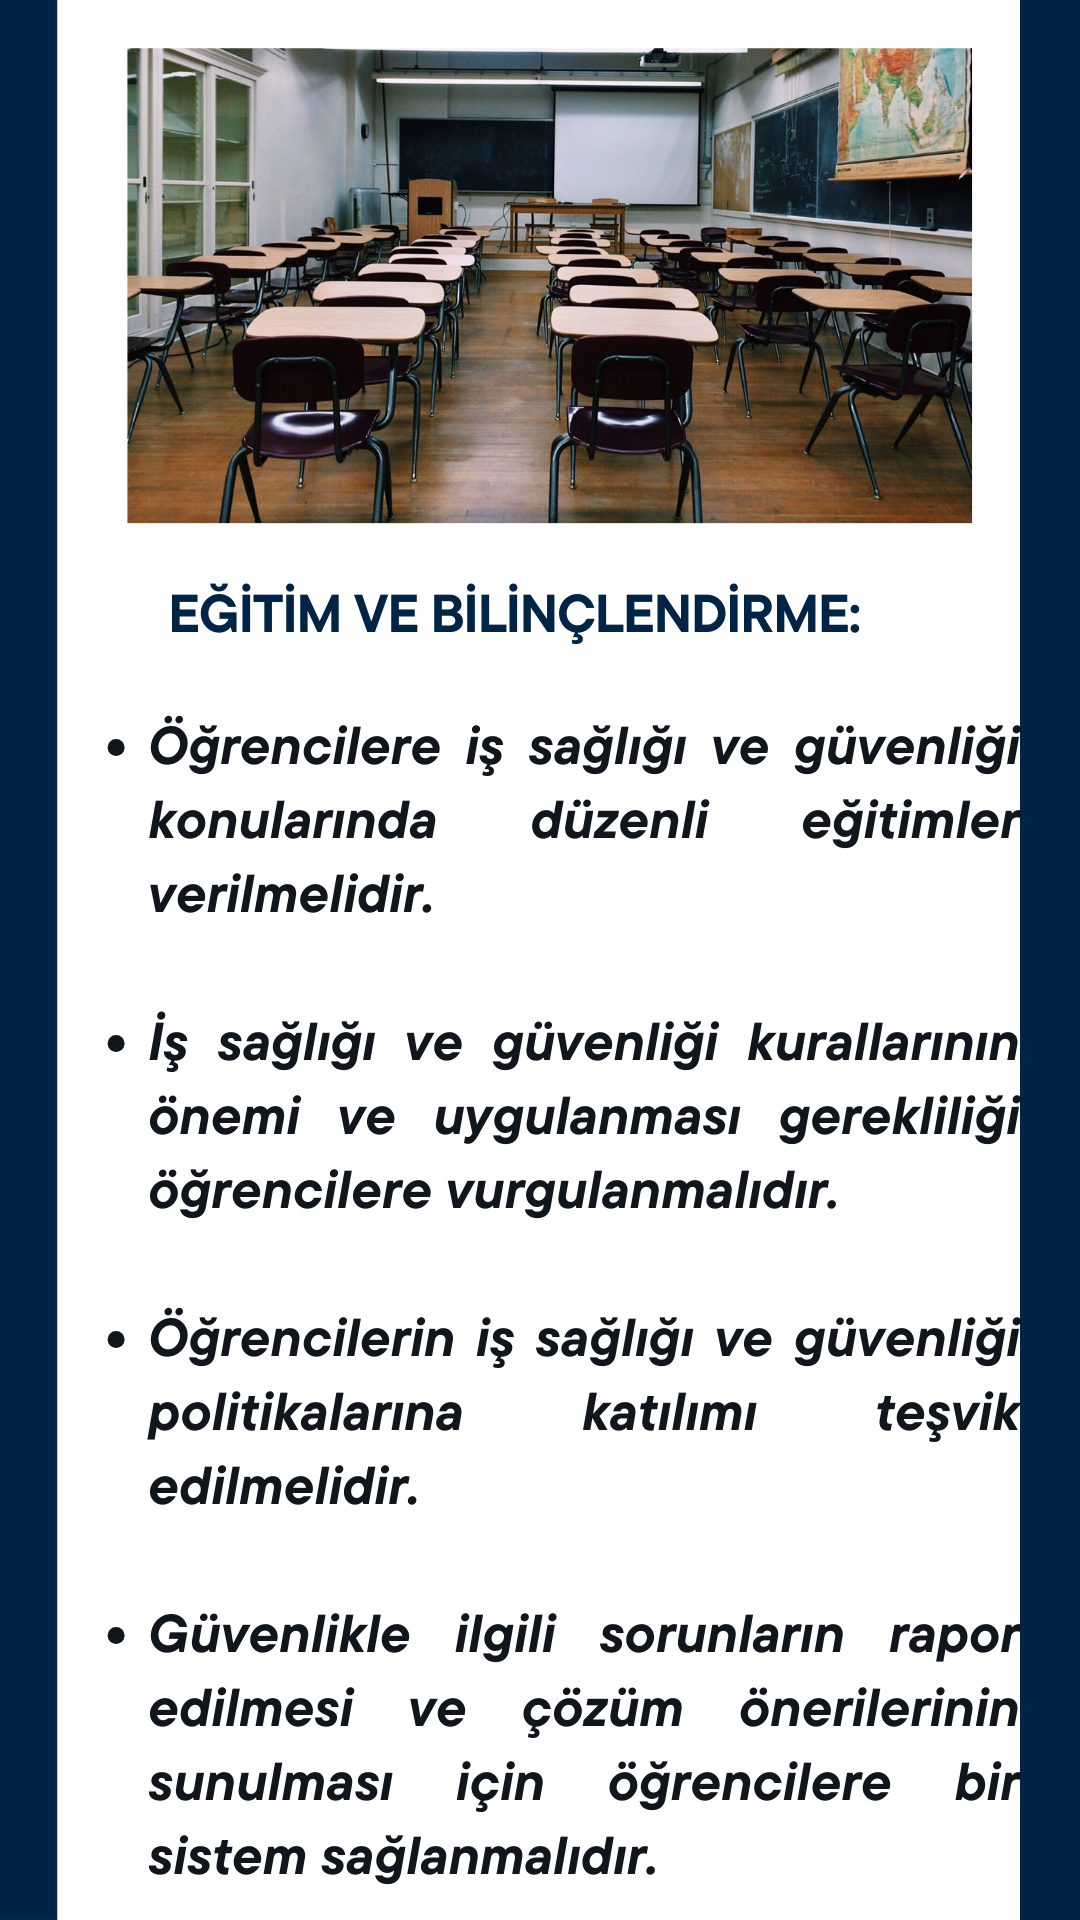 EĞİTİM VE BİLİNÇLENDİRME:
• Öğrencilere iş sağlığı ve güvenliği
konularında düzenli eğitimler
verilmelidir.
• İş sağlığı ve güvenliği kurallarının
önemi ve uygulanması gerekliliği
öğrencilere vurgulanmalıdır.
• Öğrencilerin iş sağlığı ve güvenliği
politikalarına katılımı teşvik
edilmelidir.
• Güvenlikle ilgili sorunların rapor
edilmesi ve çözüm önerilerinin
sunulması için öğrencilere bir
sistem sağlanmalıdır.